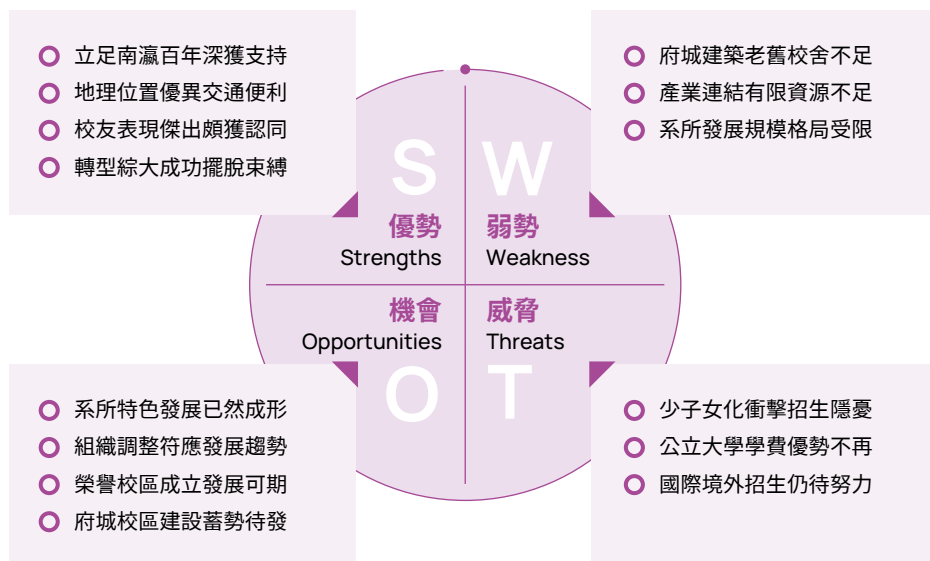 立足南瀛百年深獲支持
地理位置優異交通便利
校友表現傑出頗獲認同
轉型綜大成功擺脫束縛
府城建築老舊校舍不足
產業連結有限資源不足
系所發展規模格局受限
S
優勢
Strengths
W
弱勢
Weakness
機會
Opportunities
O
威脅
Threats
T
系所特色發展已然成形
組織調整符應發展趨勢
榮譽校區成立發展可期
府城校區建設蓄勢待發
少子女化衝擊招生隱憂
公立大學學費優勢不再
國際境外招生仍待努力